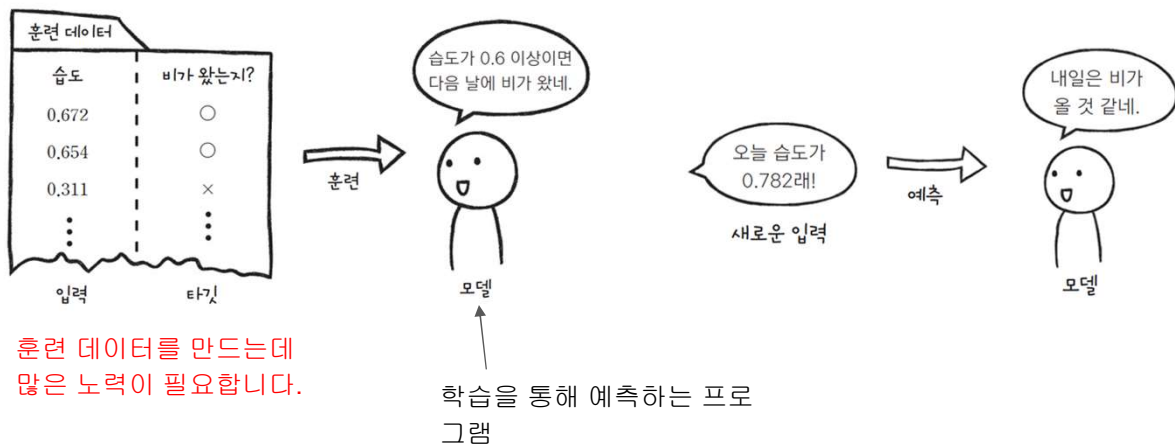 훈련 데이터
습도 비가 왔는지?
0.672 ○
0.654 ○
0.311 ×
입력 타깃
훈련 데이터를 만드는데
많은 노력이 필요합니다.
훈련
습도가 0.6 이상이면
다음 날에 비가 왔네.
모델
학습을 통해 예측하는 프로
그램
오늘 습도가
0.782래!
새로운 입력
예측
내일은 비가
올 것 같네.
모델